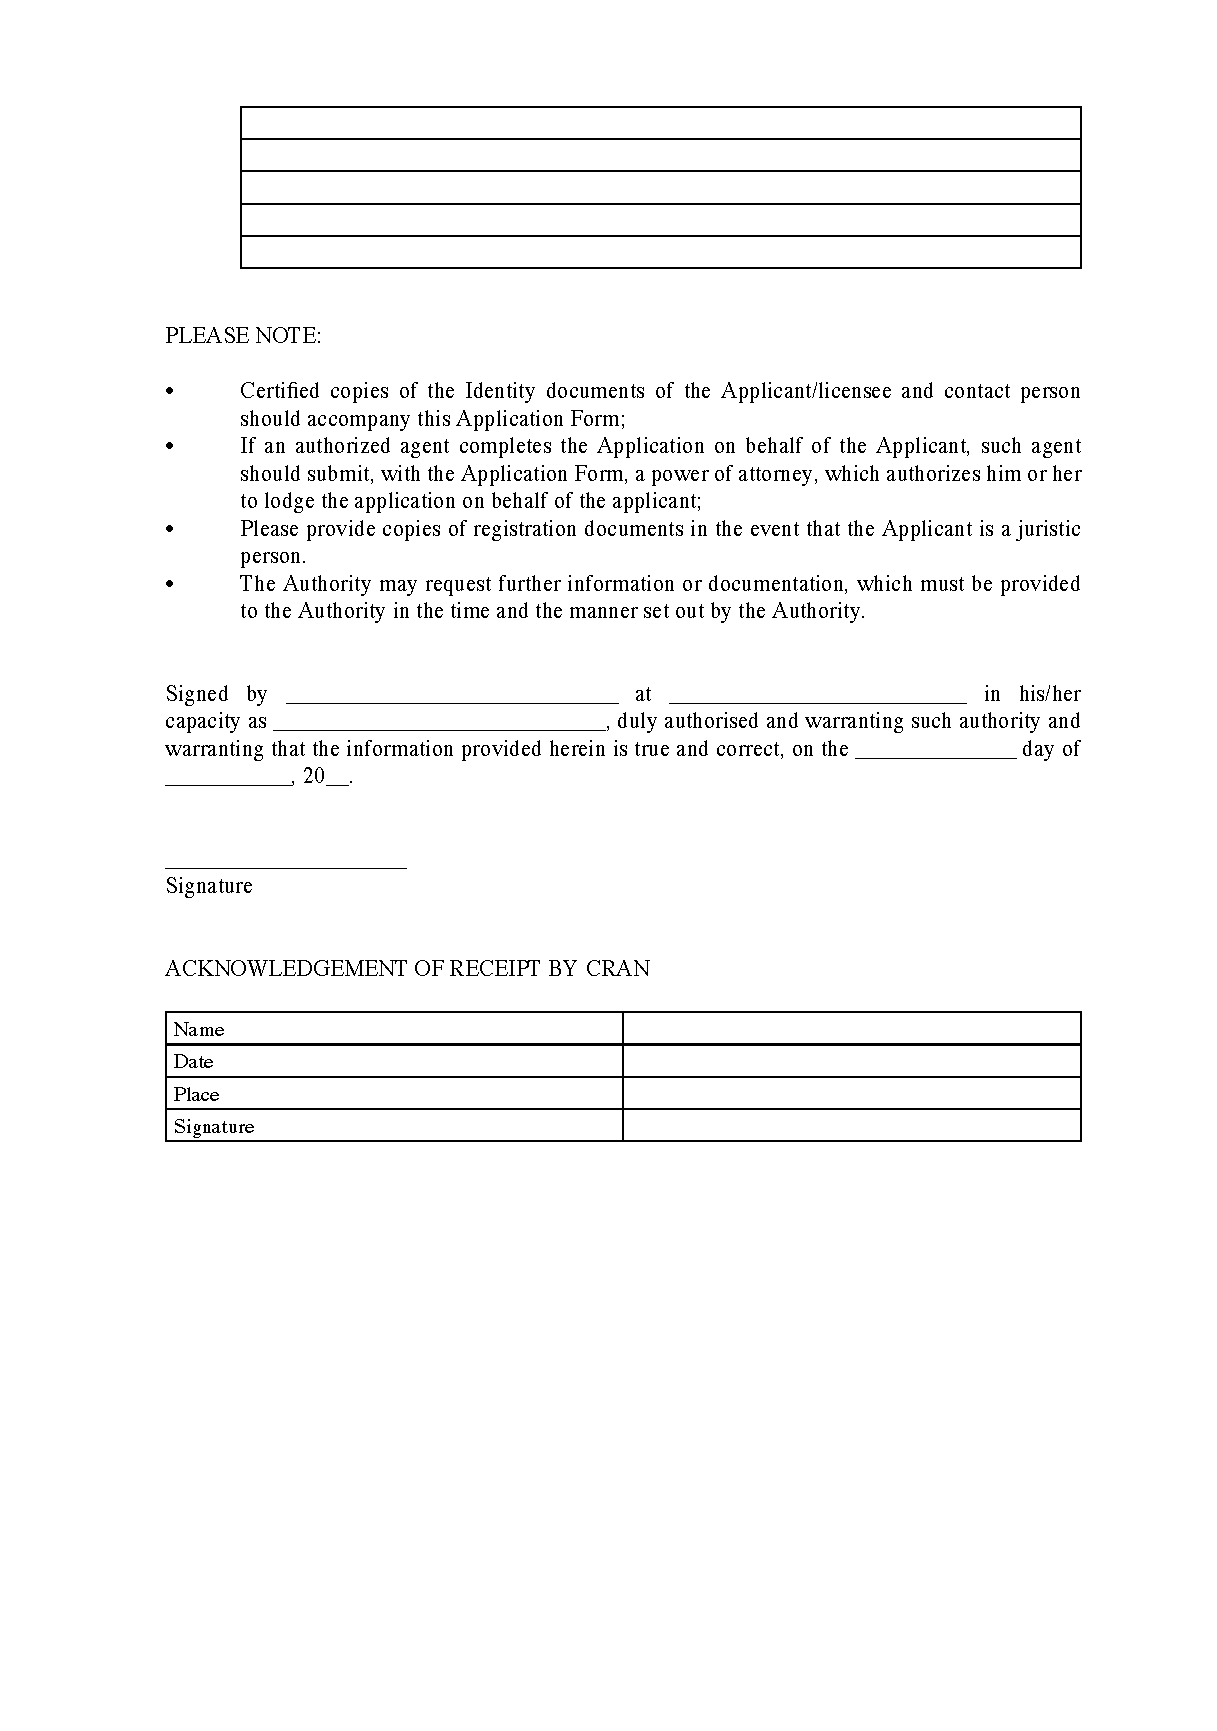 PLEASE NOTE:
• Certified copies of the Identity documents of the Applicant/licensee and contact person
should accompany this Application Form;
• If an authorized agent completes the Application on behalf of the Applicant, such agent
should submit, with the Application Form, a power of attorney, which authorizes him or her
to lodge the application on behalf of the applicant;
• Please provide copies of registration documents in the event that the Applicant is a juristic
person.
• The Authority may request further information or documentation, which must be provided
to the Authority in the time and the manner set out by the Authority.
Signed by _____________________________ at __________________________ in his/her
capacity as _____________________________, duly authorised and warranting such authority and
warranting that the information provided herein is true and correct, on the ______________ day of
___________, 20__.
_____________________
Signature
ACKNOWLEDGEMENT OF RECEIPT BY CRAN
Name
Date
Place
Signature